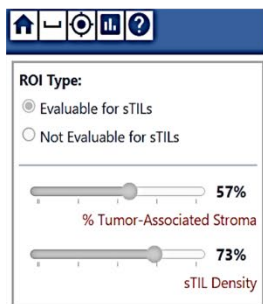 ROI Type:
Evaluable for sTILs
Not Evaluable for sTILs
57%
% Tumor-Associated Stroma
73%
sTIL Density